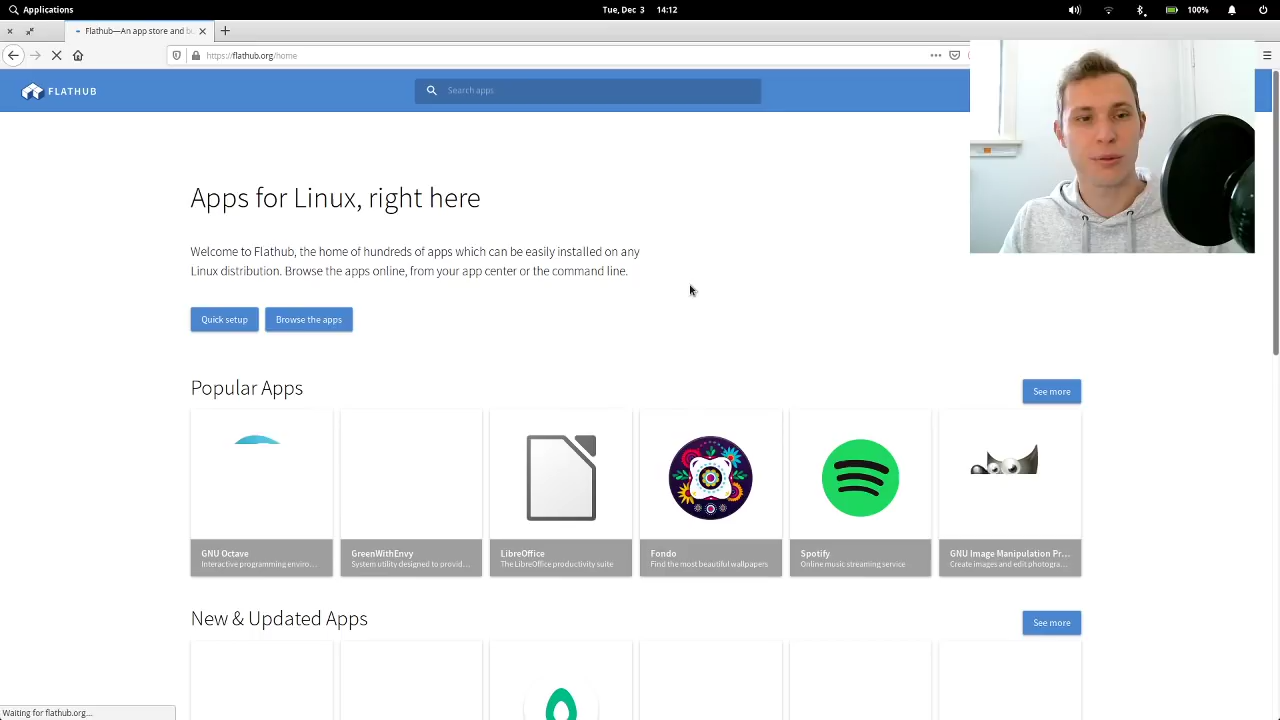 Applications
Tue, Dec 3 14:12
100%
Flathub—An app store and bu
https://flathub.org/home
FLATHUB
Search apps
Apps for Linux, right here
Welcome to Flathub, the home of hundreds of apps which can be easily installed on any
Linux distribution. Browse the apps online, from your app center or the command line.
Quick setup
Browse the apps
Popular Apps
See more
GNU Octave
Interactive programming enviro...
GreenWithEnvy
System utility designed to provid...
LibreOffice
The LibreOffice productivity suite
Fondo
Find the most beautiful wallpapers
Spotify
Online music streaming service
GNU Image Manipulation Pr...
Create images and edit photogra...
New & Updated Apps
See more
Waiting for flathub.org...